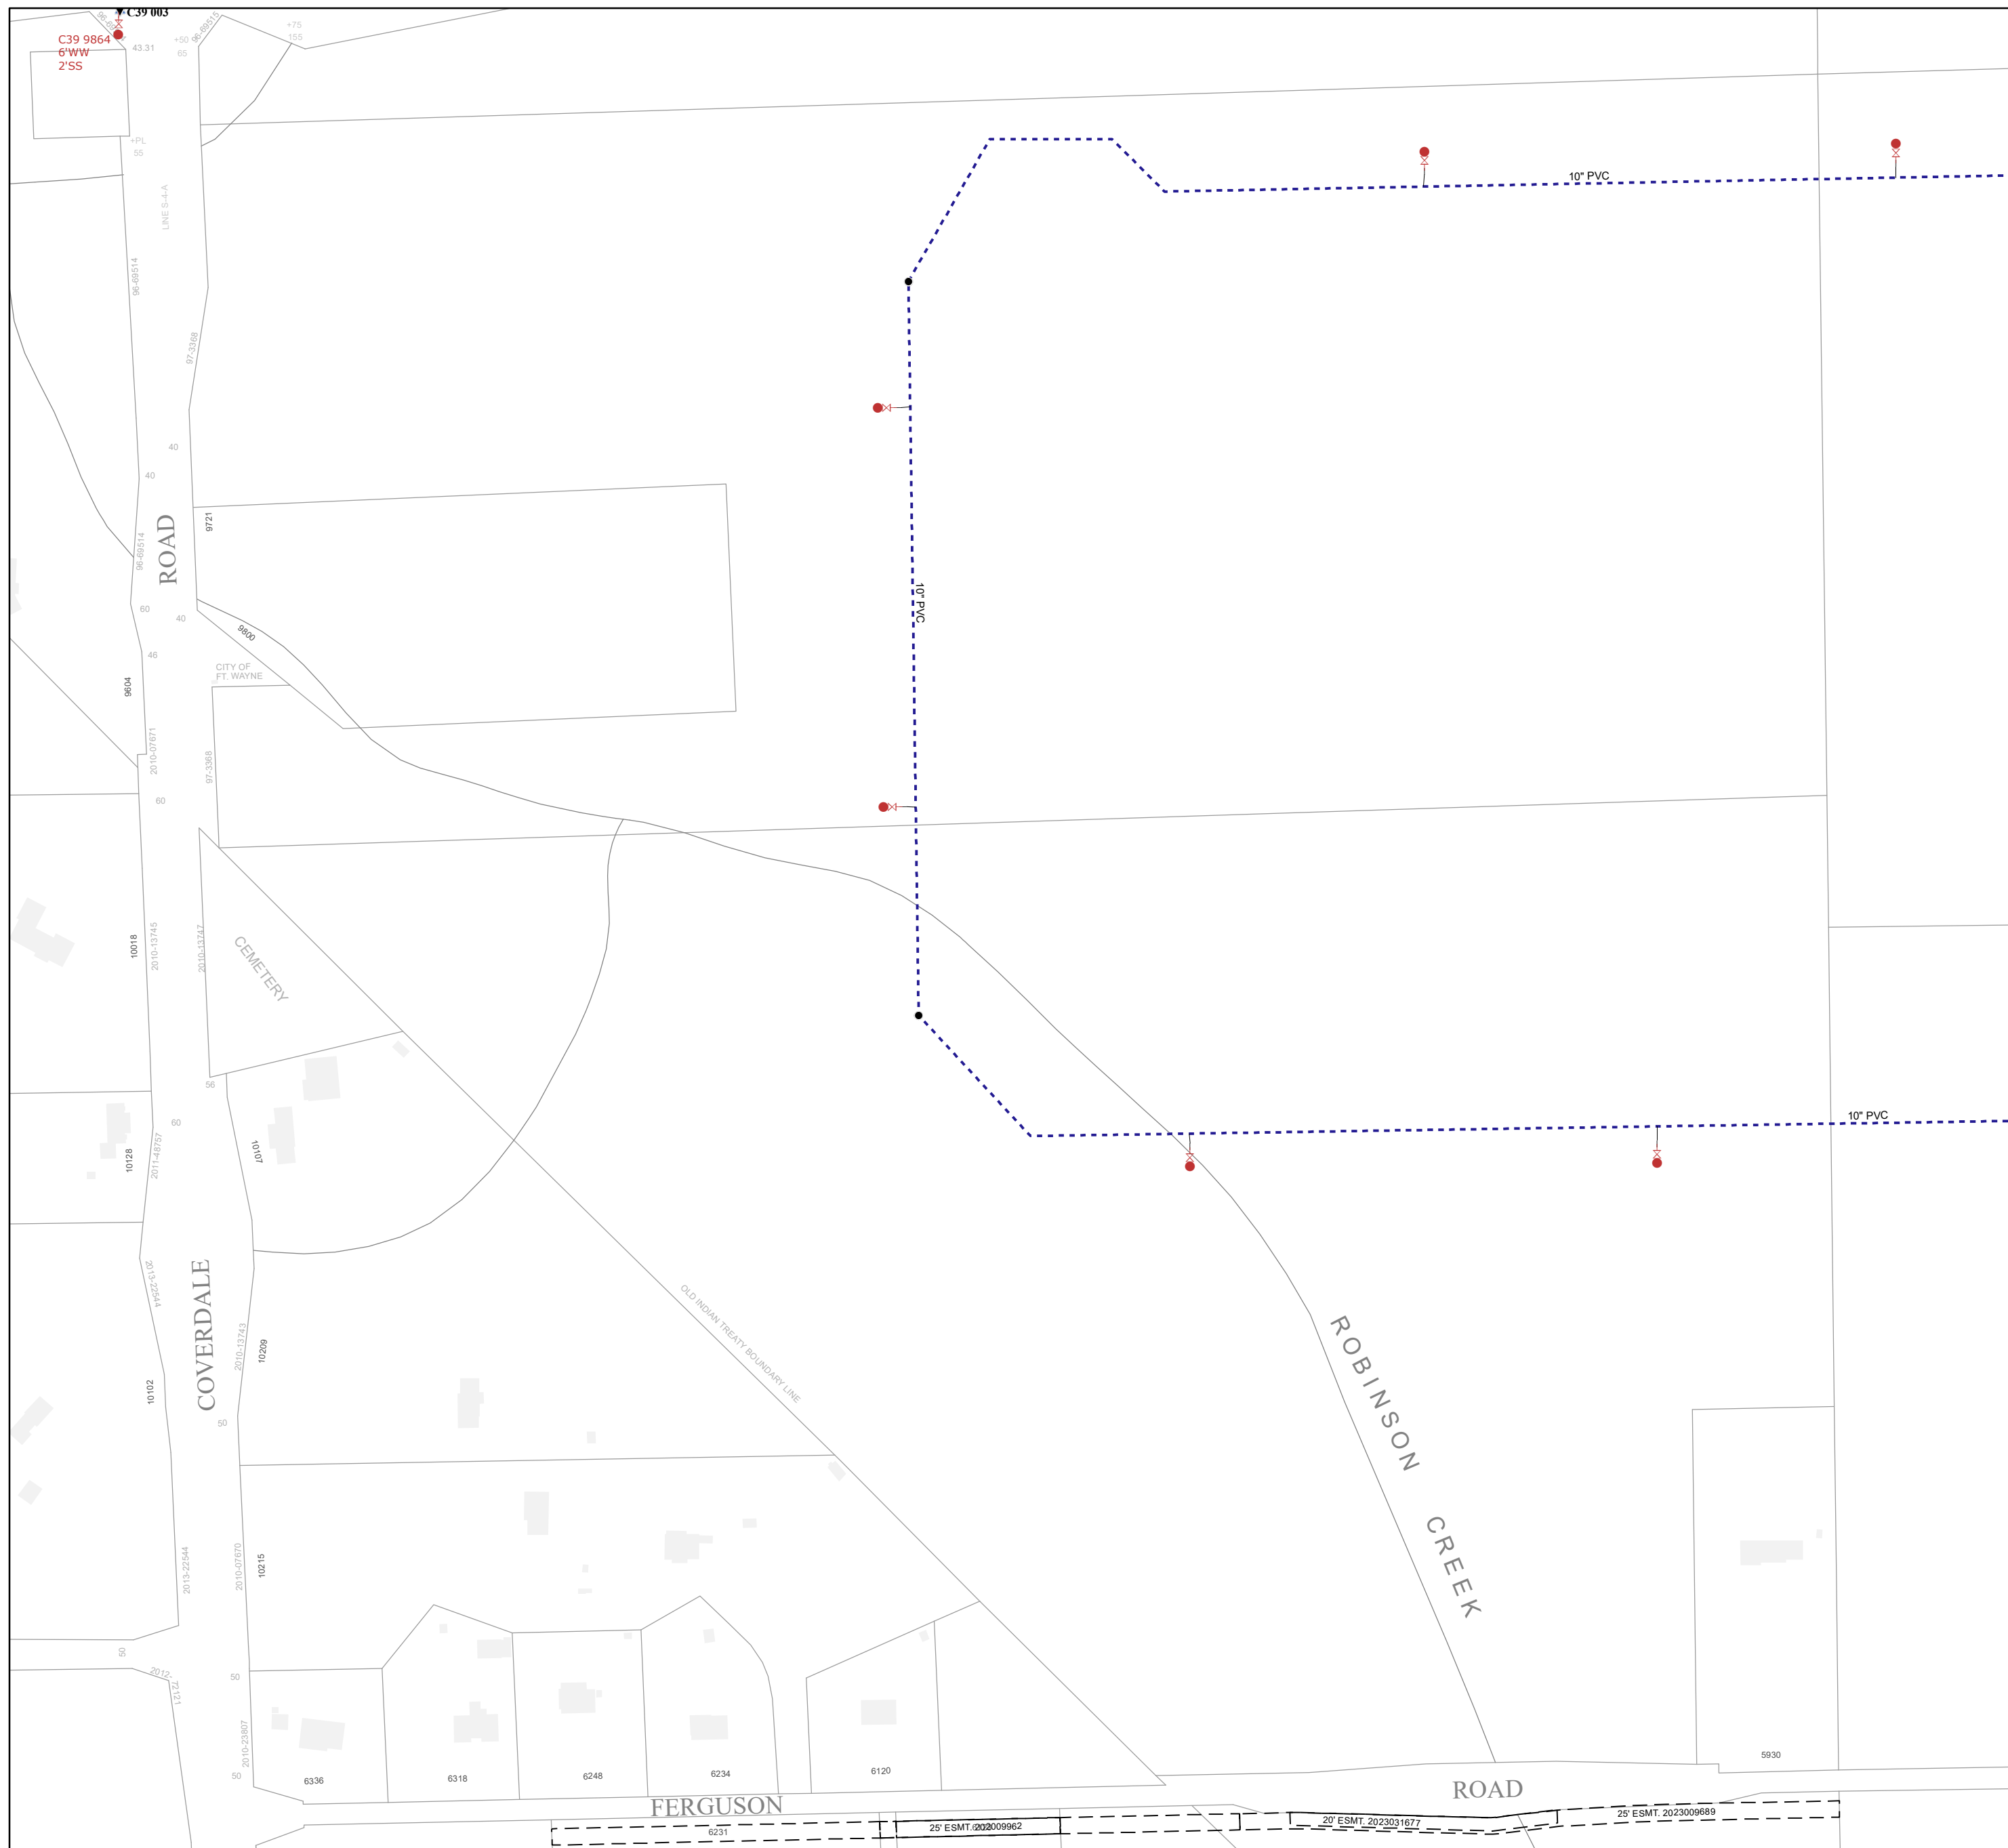 C39 003
C39 9864
6'WW
2'SS
43.31
+50
65
96-69515
+75
155
+PL
55
LINE S-4-A
96-69514
97-3368
10" PVC
40
40
ROAD
9721
96-69514
60
40
9800
46
CITY OF
FT. WAYNE
9604
2010-07671
97-3368
60
10" PVC
10018
2010-13745
2010-13747
CEMETERY
56
60
10" PVC
10128
2011-48757
10107
2013-22544
COVERDALE
2010-13743
10209
10102
50
OLD INDIAN TREATY BOUNDARY LINE
ROBINSON CREEK
2013-22544
2010-07670
10215
50
2012-
72121
50
2010-23807
50
6336
6318
6248
6234
6120
5930
FERGUSON
ROAD
6231
25' ESMT.
20' ESMT. 2023031677
25' ESMT. 2023009689